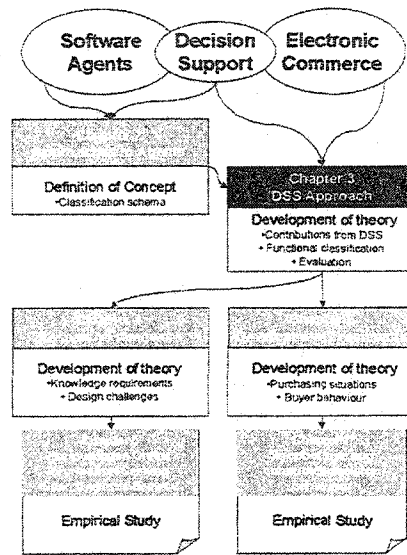 Software
Agents
Decision
Support
Electronic
Commerce
Definition of Concept
•Classification schema
Chapter 3
DSS Approach
Development of theory
•Contributions from DSS
• Functional classification
• Evaluation
Development of theory
•Knowledge requirements
• Design challenges
Development of theory
•Purchasing situations
• Buyer behaviour
Empirical Study
Empirical Study